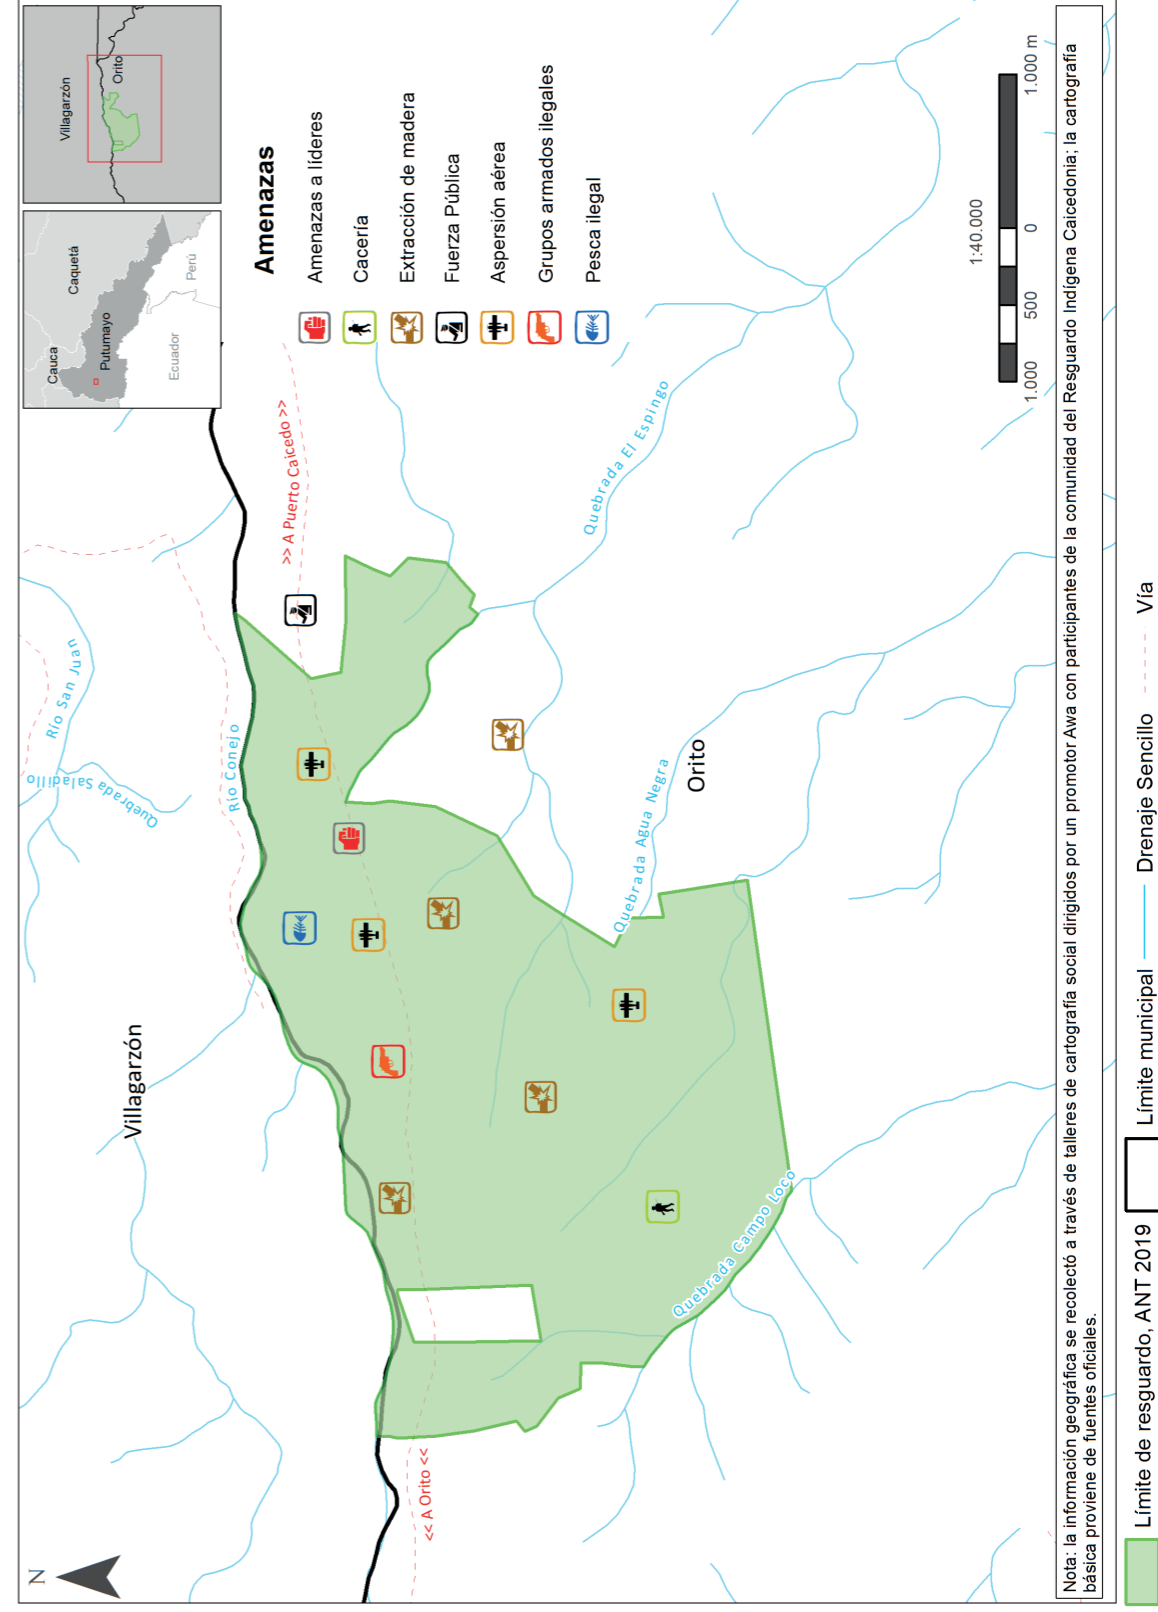 N
Villagarzón
Orito
Cauca
Caquetá
Putumayo
Ecuador
Perú
Amenazas
Amenazas a líderes
Cacería
Extracción de madera
Fuerza Pública
Aspersión aérea
Grupos armados ilegales
Pesca ilegal
Río San Juan
Quebrada Saladillo
Río Conejo
Villagarzón
>> A Puerto Caicedo >>
Quebrada El Espingo
Quebrada Agua Negra
Orito
Quebrada Campo Loco
<< A Orito <<
1:40.000
1.000 500 0 1.000 m
Nota: la información geográfica se recolectó a través de talleres de cartografía social dirigidos por un promotor Awa con participantes de la comunidad del Resguardo Indígena Caicedonia; la cartografía
básica proviene de fuentes oficiales.
Límite de resguardo, ANT 2019 Límite municipal Drenaje Sencillo Vía